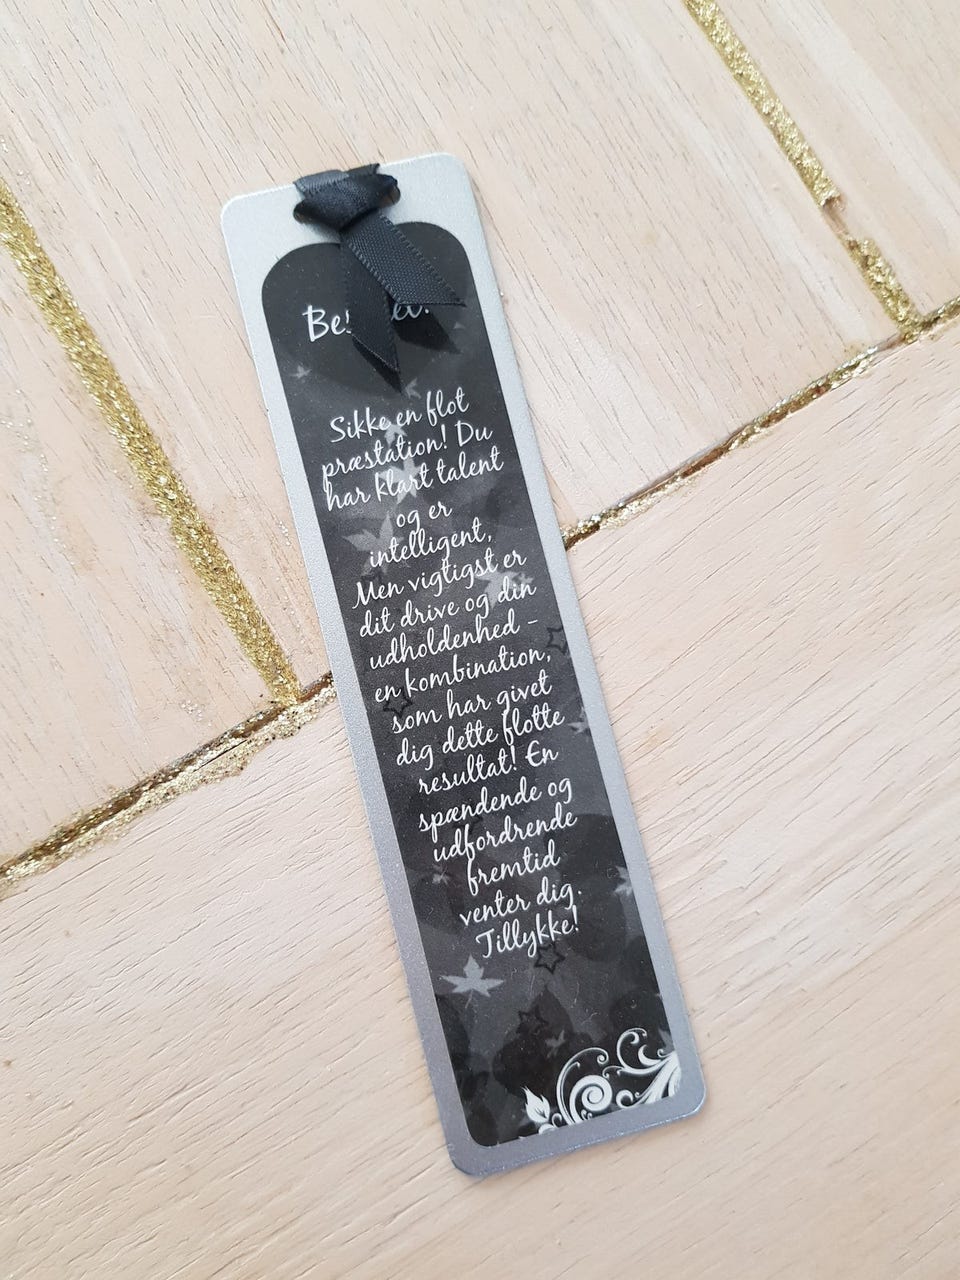 Sikke en flot
præstation! Du
har klart talent
og er
intelligent,
Men vigtigst er
dit drive og din
udholdenhed -
en kombination,
som har givet
dig dette flotte
resultat! En
spændende og
udfordrende
fremtid
venter dig.
Tillykke!